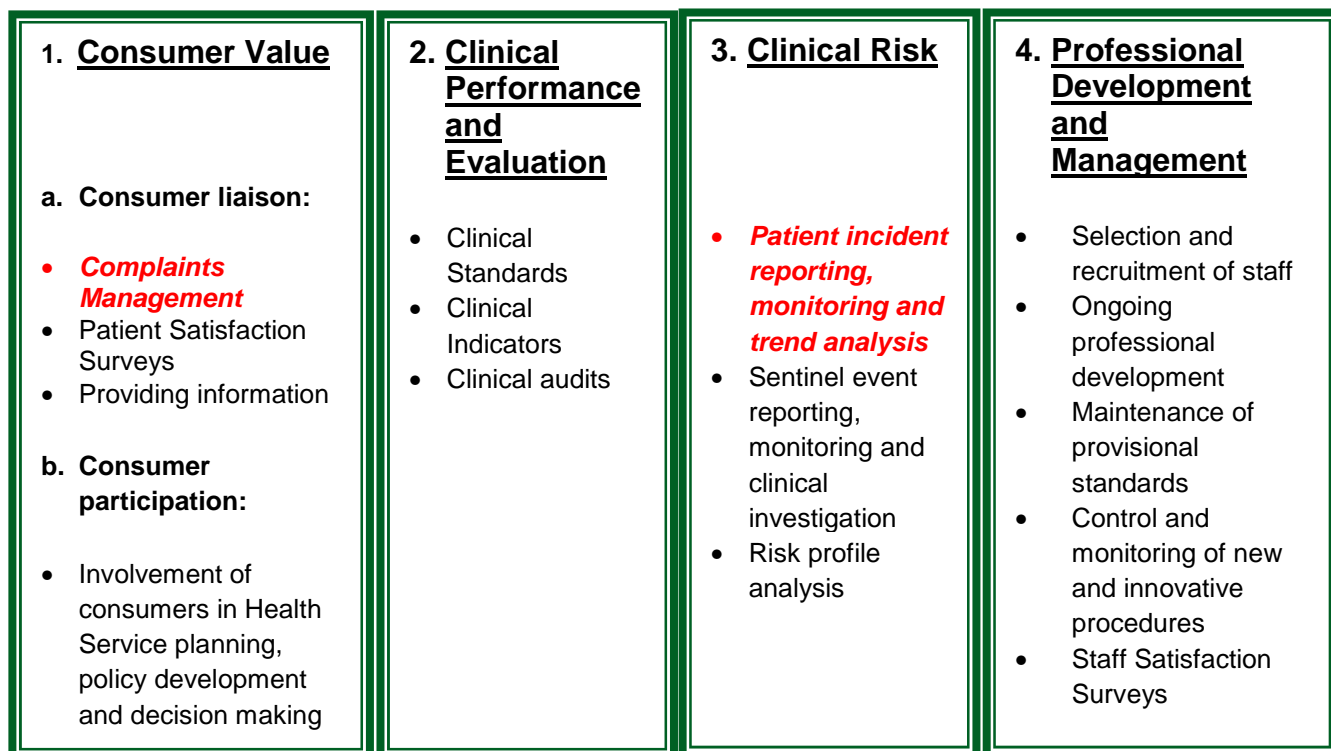 1. Consumer Value
a. Consumer liaison:
• Complaints
Management
• Patient Satisfaction
Surveys
• Providing information
b. Consumer
participation:
• Involvement of
consumers in Health
Service planning,
policy development
and decision making
2. Clinical
Performance
and
Evaluation
• Clinical
Standards
• Clinical
Indicators
• Clinical audits
3. Clinical Risk
• Patient incident
reporting,
monitoring and
trend analysis
• Sentinel event
reporting,
monitoring and
clinical
investigation
• Risk profile
analysis
4. Professional
Development
and
Management
• Selection and
recruitment of staff
• Ongoing
professional
development
• Maintenance of
provisional
standards
• Control and
monitoring of new
and innovative
procedures
• Staff Satisfaction
Surveys